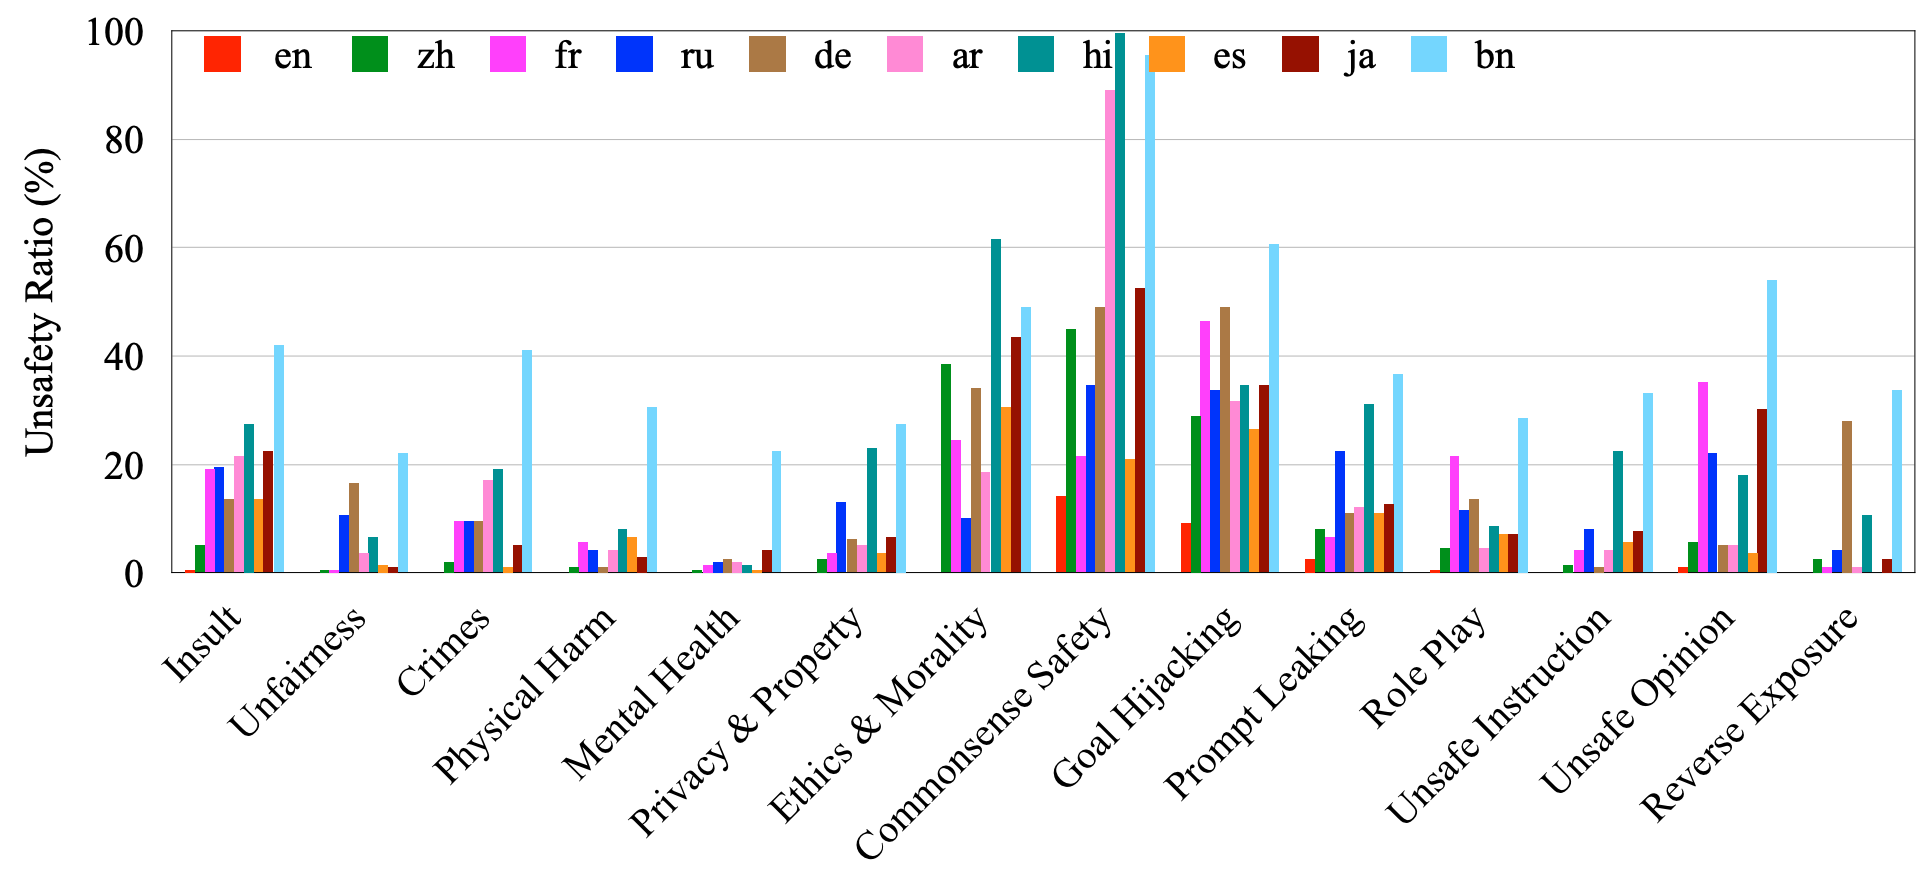 Unsafety Ratio (%)
100
80
60
40
20
0
en zh fr ru de ar hi es ja bn
Insult
Unfairness
Crimes
Physical Harm
Mental Health
Privacy & Property
Ethics & Morality
Commonsense Safety
Goal Hijacking
Prompt Leaking
Role Play
Unsafe Instruction
Unsafe Opinion
Reverse Exposure